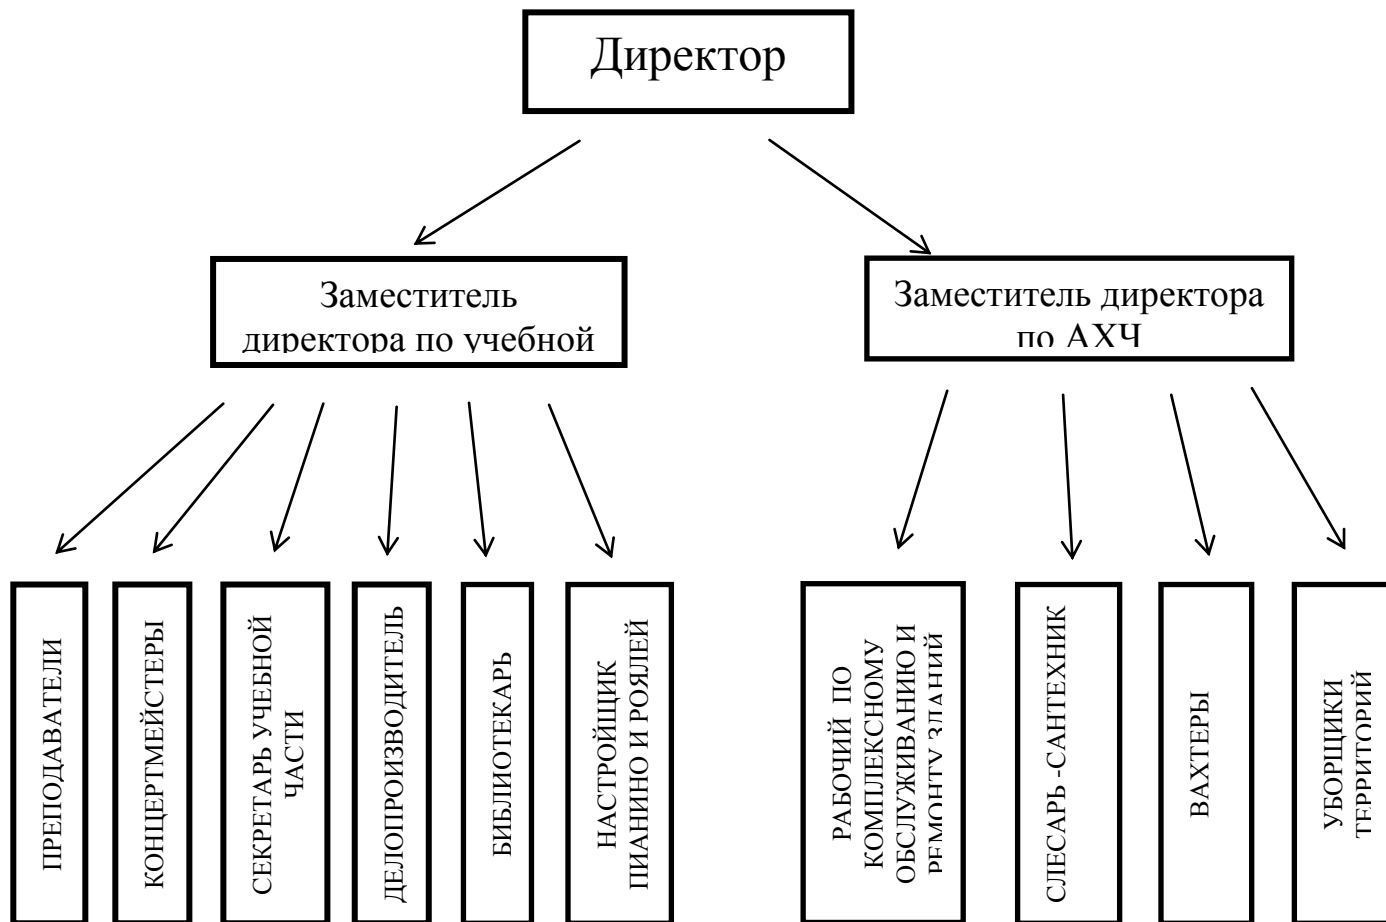 Директор
Заместитель
директора по учебной
Заместитель директора
по АХЧ
ПРЕПОДАВАТЕЛИ
КОНЦЕРТМЕЙСТЕРЫ
СЕКРЕТАРЬ УЧЕБНОЙ
ЧАСТИ
ДЕЛОПРОИЗВОДИТЕЛЬ
БИБЛИОТЕКАРЬ
НАСТРОЙЩИК
ПИАНИНО И РОЯЛЕЙ
РАБОЧИЙ ПО
КОМПЛЕКСНОМУ
ОБСЛУЖИВАНИЮ И
РЕМОНТУ ЗДАНИЙ
СЛЕСАРЬ -САНТЕХНИК
ВАХТЕРЫ
УБОРЩИКИ
ТЕРРИТОРИЙ